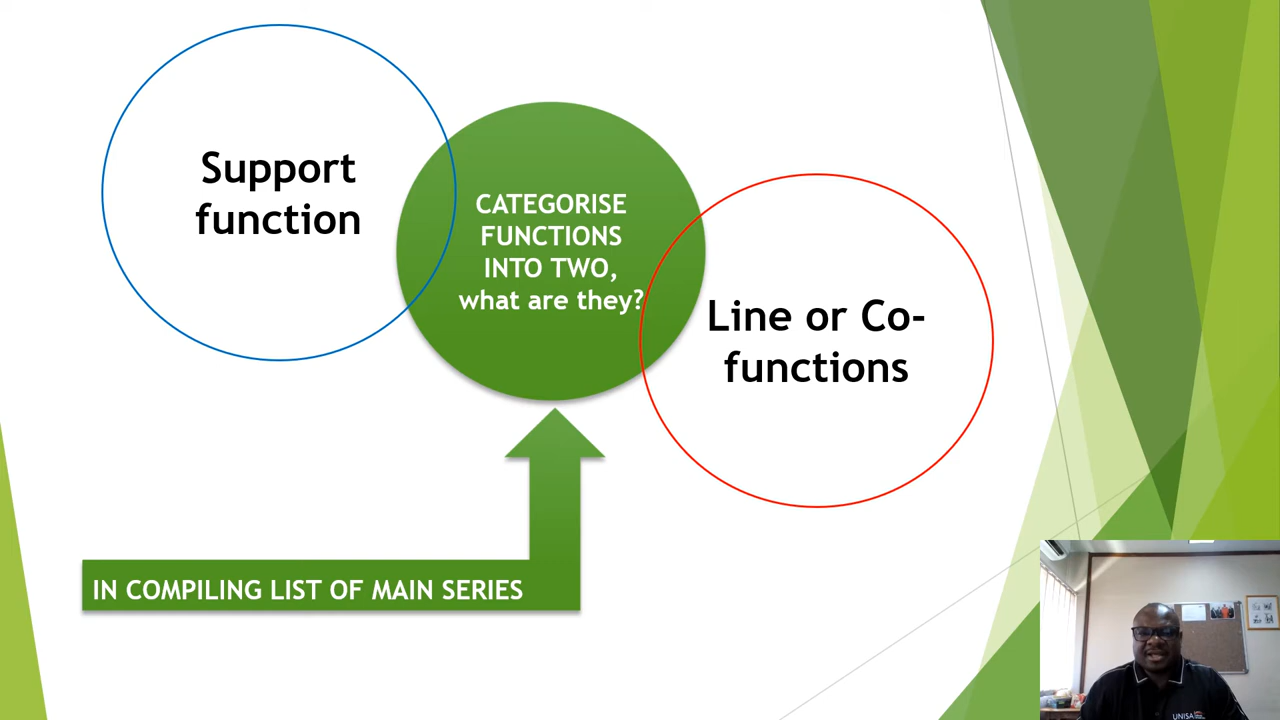 Support
function
CATEGORISE
FUNCTIONS
INTO TWO,
what are they?
Line or Co-
functions
IN COMPILING LIST OF MAIN SERIES
UNISA